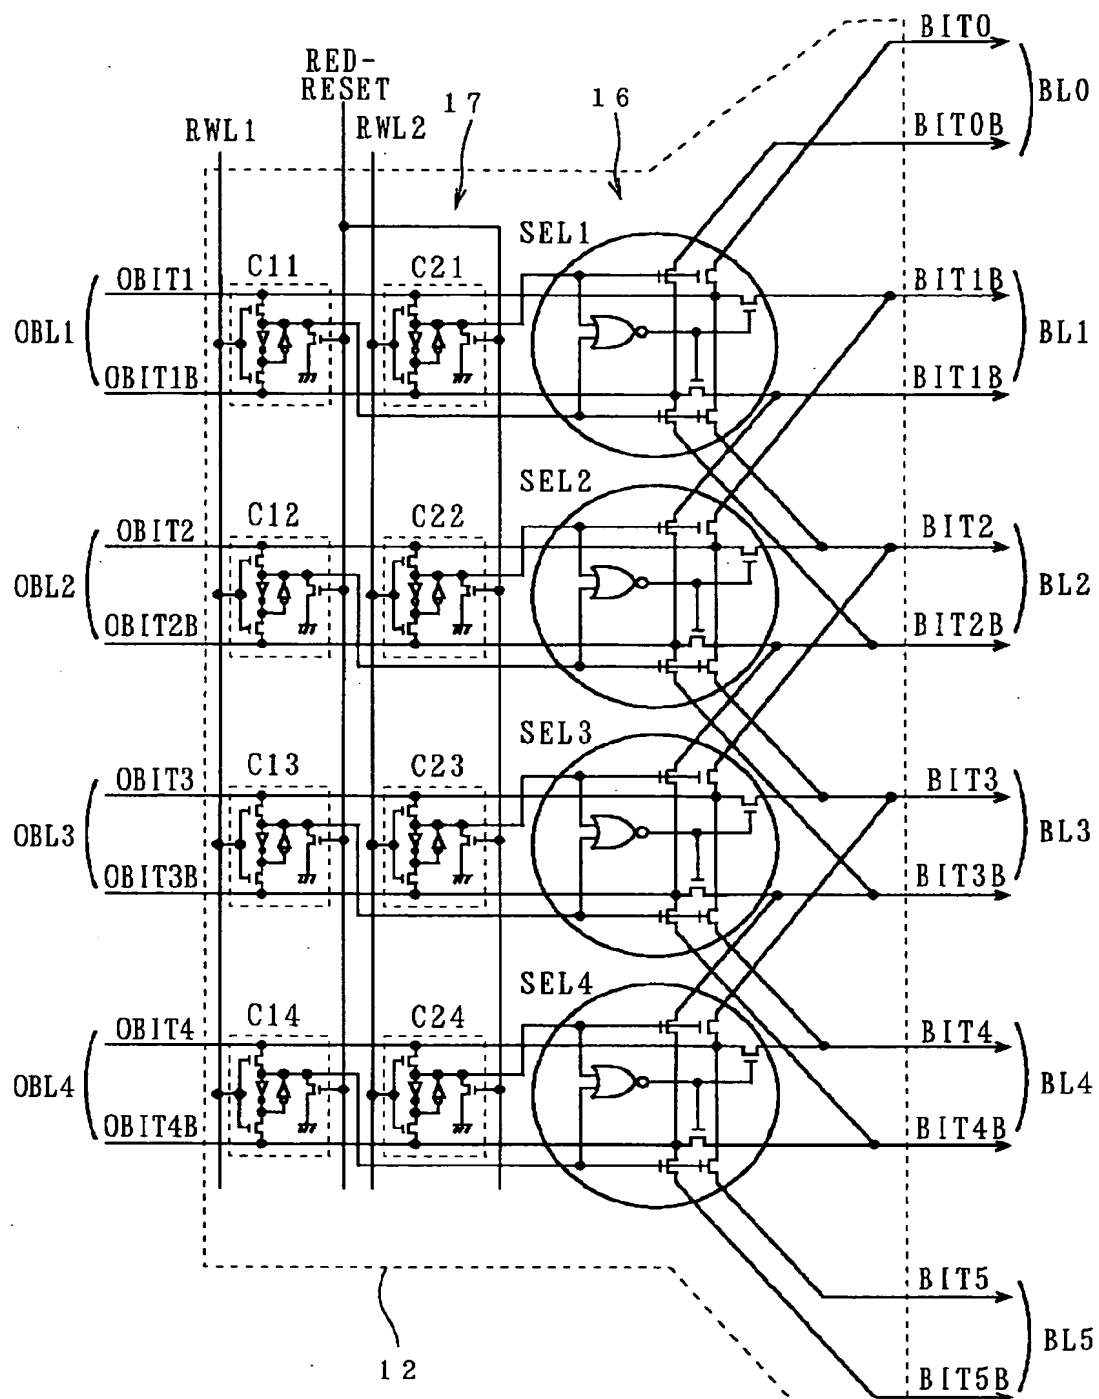 BIT0
BL0
RED-
RESET
17
16
RWL1
RWL2
BIT0B
SEL1
OBIT1
C11
C21
BIT1B
OBL1
BL1
OBIT1B
BIT1B
SEL2
OBIT2
C12
C22
BIT2
OBL2
BL2
OBIT2B
BIT2B
SEL3
OBIT3
C13
C23
BIT3
OBL3
BL3
OBIT3B
BIT3B
SEL4
OBIT4
C14
C24
BIT4
OBL4
BL4
OBIT4B
BIT4B
BIT5
BL5
12
BIT5B